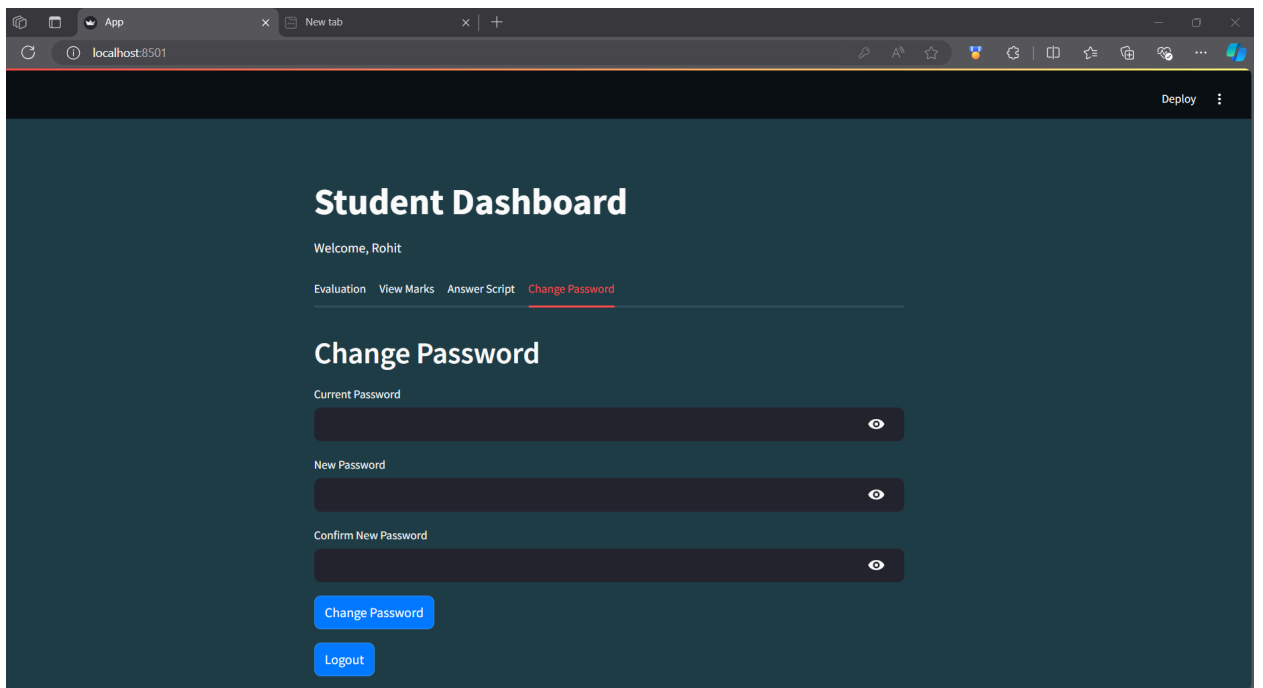 App New tab
localhost:8501
Deploy
Student Dashboard
Welcome, Rohit
Evaluation View Marks Answer Script Change Password
Change Password
Current Password
New Password
Confirm New Password
Change Password
Logout